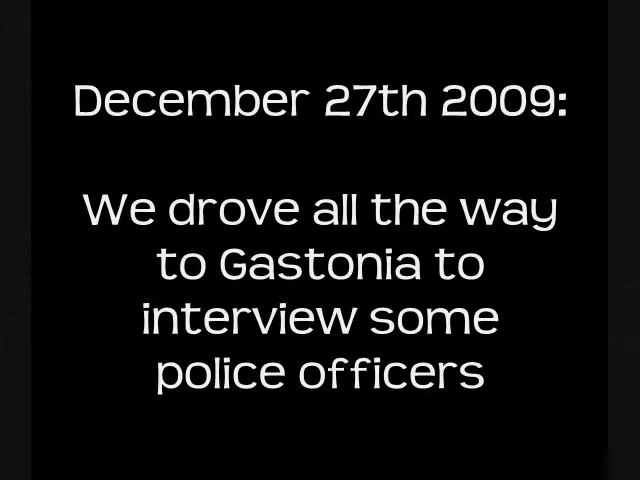 December 27th 2009:
We drove all the way
to Gastonia to
interview some
police officers